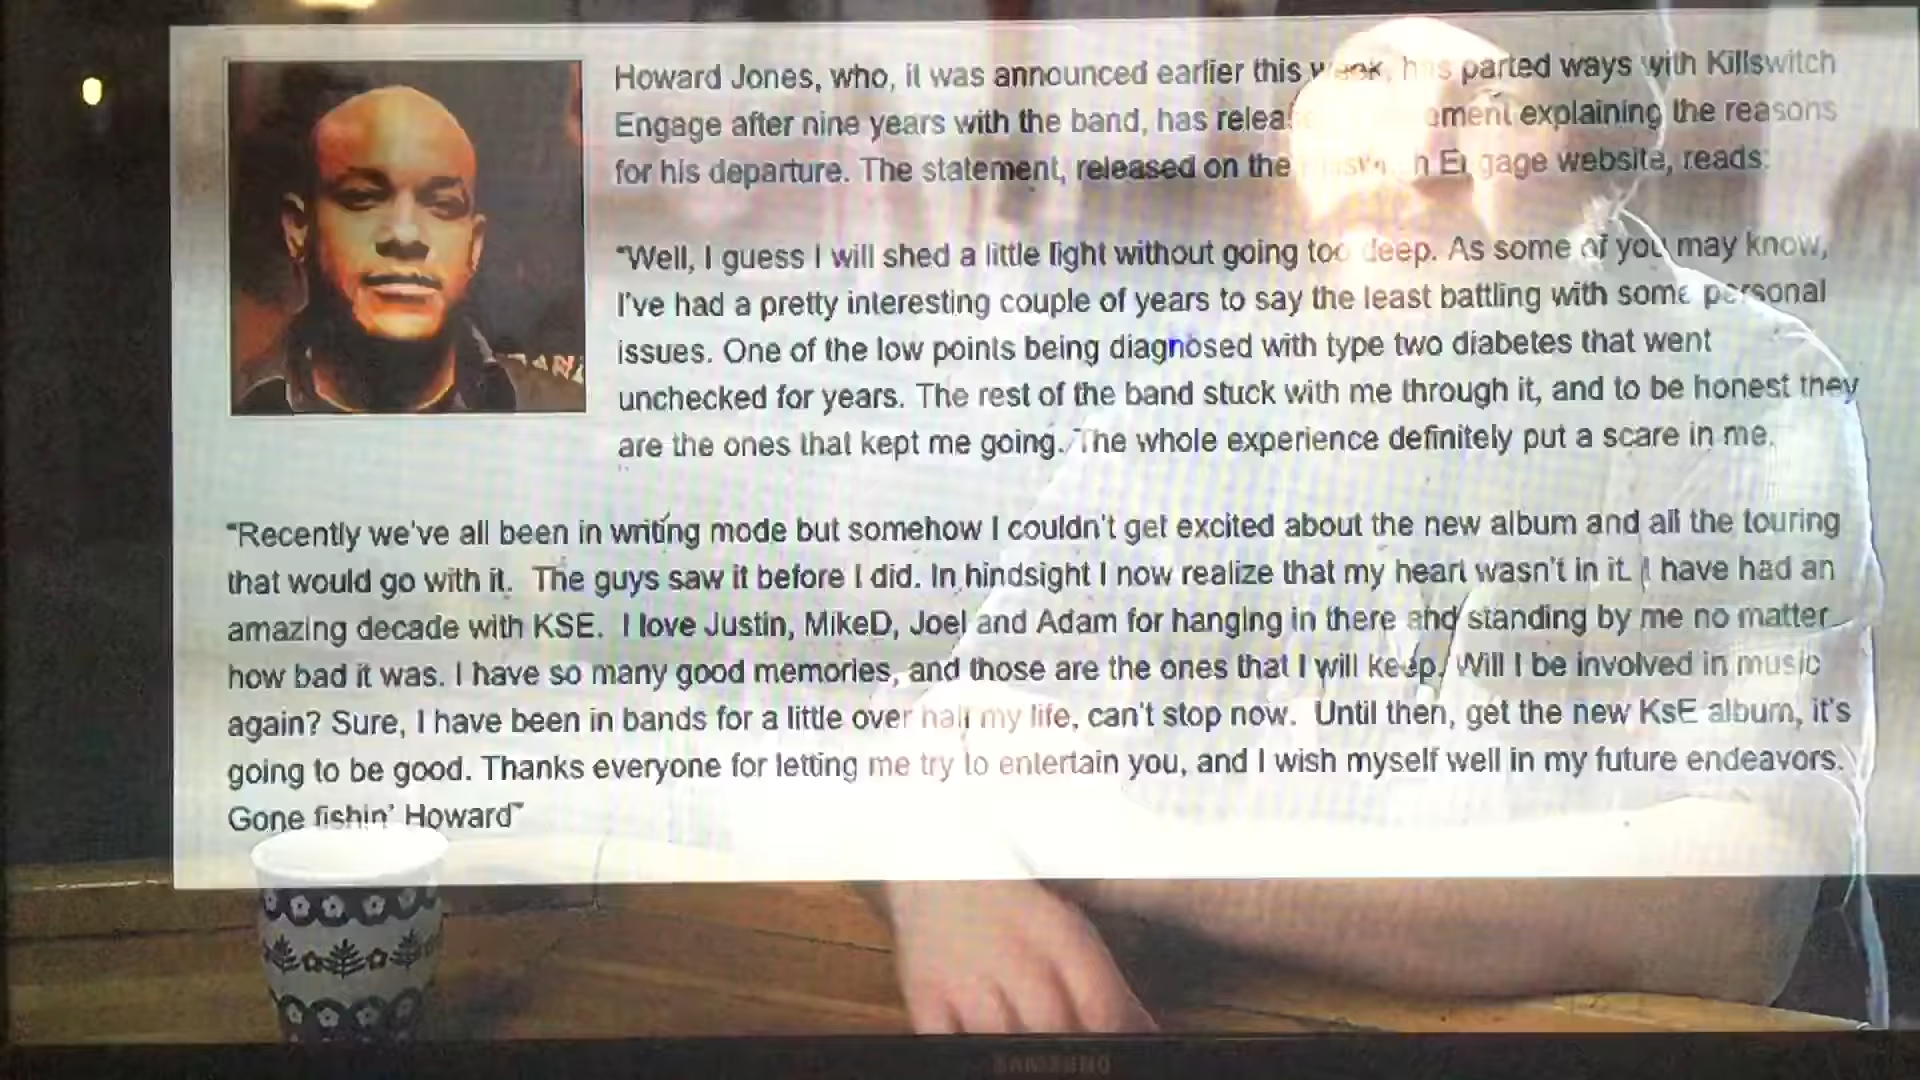 Howard Jones, who, it was announced earlier this week, has parted ways with Killswitch
Engage after nine years with the band, has explaining the reasons
for his departure. The statement, released on the Engage website, reads:
“Well, I guess I will shed a little light without going too deep. As some of you may know,
I've had a pretty interesting couple of years to say the least battling with some personal
issues. One of the low points being diagnosed with type two diabetes that went
unchecked for years. The rest of the band stuck with me through it, and to be honest they
are the ones that kept me going. The whole experience definitely put a scare in me.
“Recently we've all been in writing mode but somehow I couldn't get excited about the new album and all the touring
that would go with it. The guys saw it before I did. In hindsight I now realize that my heart wasn't in it. I have had an
amazing decade with KSE. I love Justin, MikeD, Joel and Adam for hanging in there and standing by me no matter
how bad it was. I have so many good memories, and those are the ones that I will keep. Will I be involved in music
again? Sure, I have been in bands for a little over half my life, can't stop now. Until then, get the new KsE album, it's
going to be good. Thanks everyone for letting me try to entertain you, and I wish myself well in my future endeavors.
Gone fishin' Howard”
SAMSUNG